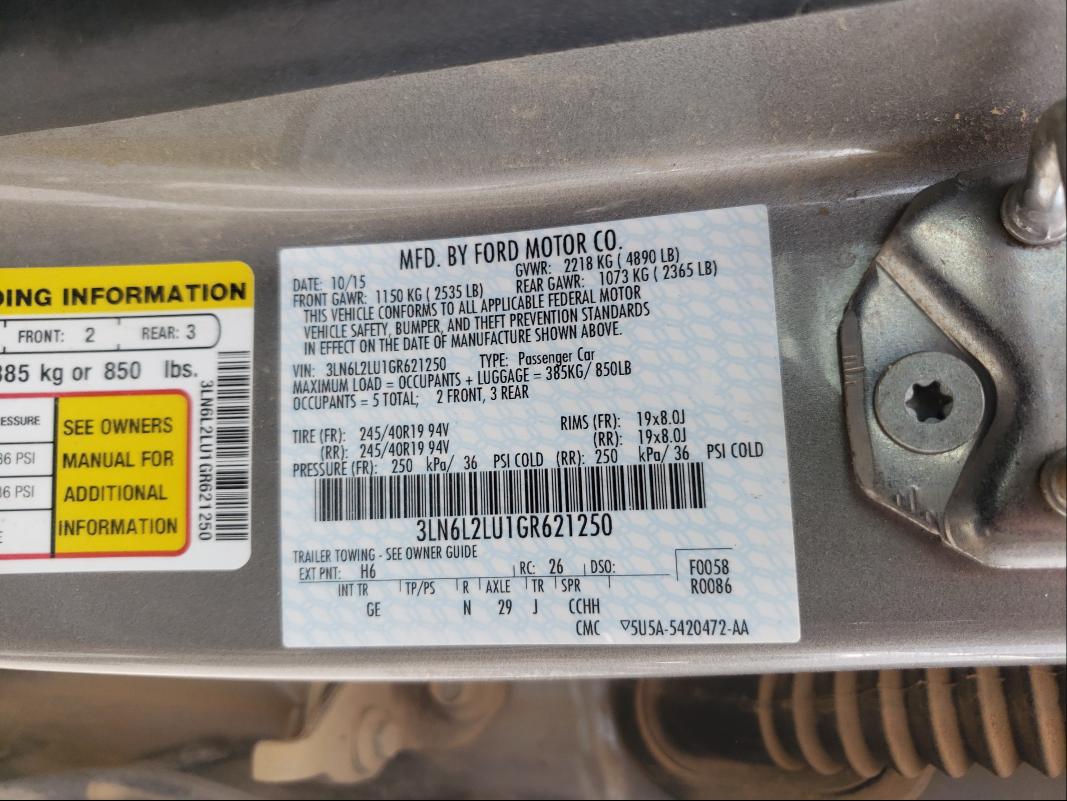 DING INFORMATION
FRONT: 2 REAR: 3
385 kg or 850 lbs.
SEE OWNERS
MANUAL FOR
ADDITIONAL
INFORMATION
36 PSI
36 PSI
3LN6L2LU1GR621250
MFD. BY FORD MOTOR CO.
DATE: 10/15 GVWR: 2218 KG ( 4890 LB)
FRONT GAWR: 1150 KG ( 2535 LB) REAR GAWR: 1073 KG ( 2365 LB)
THIS VEHICLE CONFORMS TO ALL APPLICABLE FEDERAL MOTOR
VEHICLE SAFETY, BUMPER, AND THEFT PREVENTION STANDARDS
IN EFFECT ON THE DATE OF MANUFACTURE SHOWN ABOVE.
VIN: 3LN6L2LU1GR621250 TYPE: Passenger Car
MAXIMUM LOAD = OCCUPANTS + LUGGAGE = 385KG/ 850LB
OCCUPANTS = 5 TOTAL; 2 FRONT, 3 REAR
TIRE (FR): 245/40R19 94V RIMS (FR): 19x8.0J
(RR): 245/40R19 94V (RR): 19x8.0J
PRESSURE (FR): 250 kPa/ 36 PSI COLD (RR): 250 kPa/ 36 PSI COLD
3LN6L2LU1GR621250
TRAILER TOWING - SEE OWNER GUIDE
EXT PNT: H6 RC: 26 DSO: F0058
INT TR TP/PS R AXLE TR SPR R0086
GE N 29 J CCHH
CMC ▽5U5A-5420472-AA